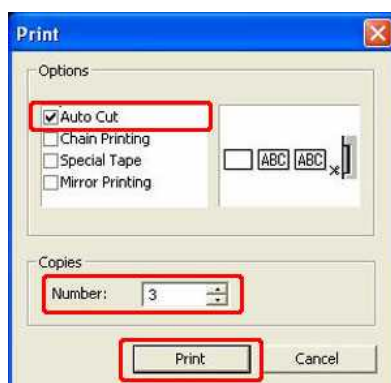 Print
Options
Auto Cut
Chain Printing
Special Tape
Mirror Printing
ABC ABC
Copies
Number: 3
Print Cancel